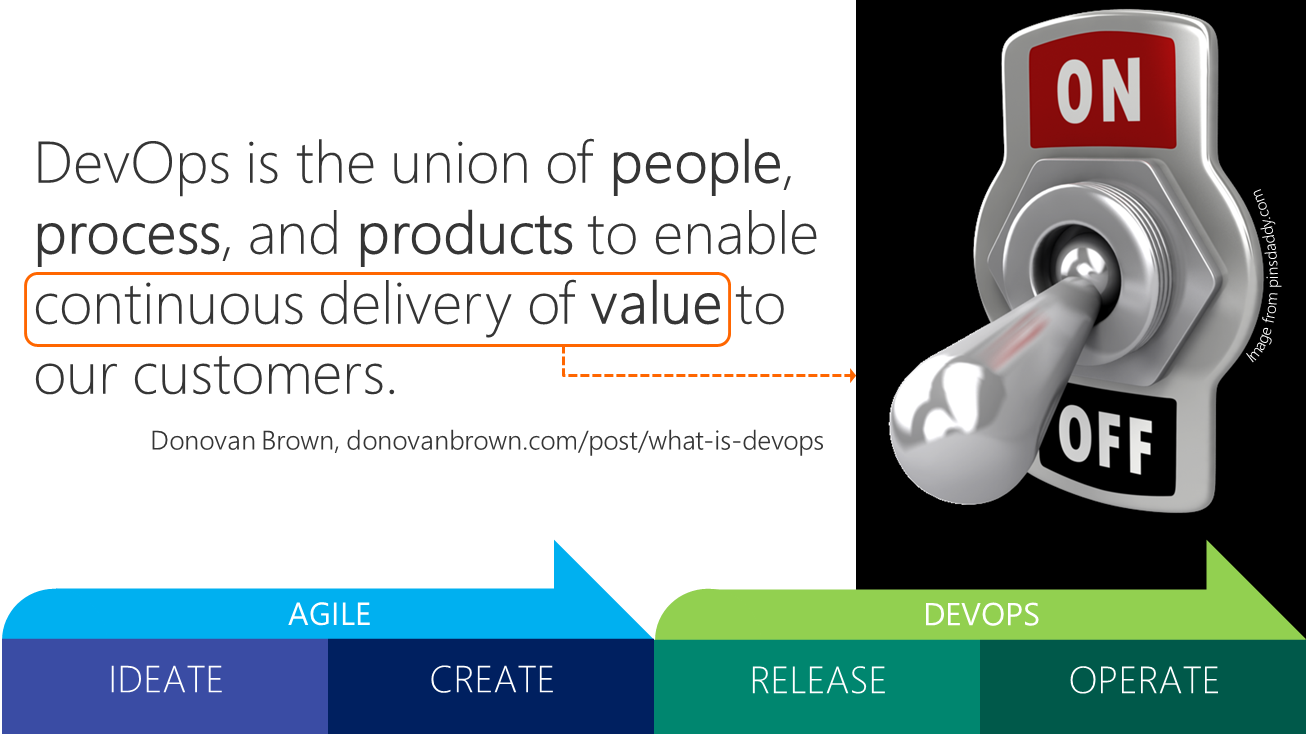 DevOps is the union of people,
process, and products to enable
continuous delivery of value to
our customers.
Donovan Brown, donovanbrown.com/post/what-is-devops
ON
OFF
Image from pinsdaddy.com
AGILE
DEVOPS
IDEATE
CREATE
RELEASE
OPERATE